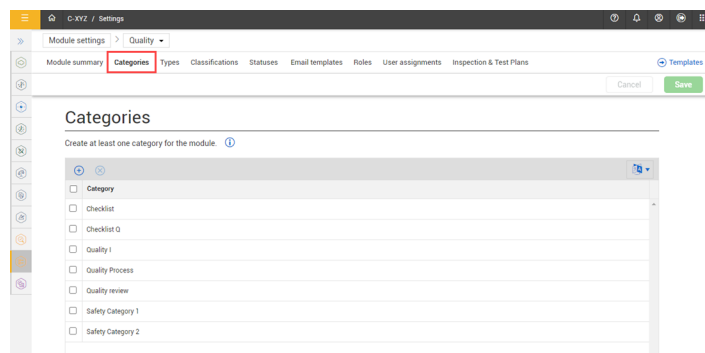 C-XYZ / Settings
Module settings > Quality
Module summary Categories Types Classifications Statuses Email templates Roles User assignments Inspection & Test Plans Templates
Cancel Save
Categories
Create at least one category for the module.
Category
Checklist
Checklist Q
Quality I
Quality Process
Quality review
Safety Category 1
Safety Category 2